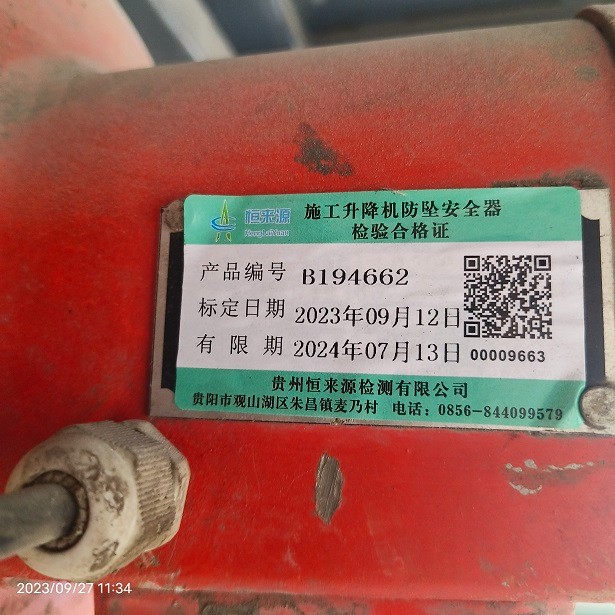 恒来源
HengLaiYuan
施工升降机防坠安全器
检验合格证
产品编号 B194662
标定日期 2023年09月12日
有限期 2024年07月13日
00009663
贵州恒来源检测有限公司
贵阳市观山湖区朱昌镇麦乃村 电话：0856-844099579
2023/09/27 11:34